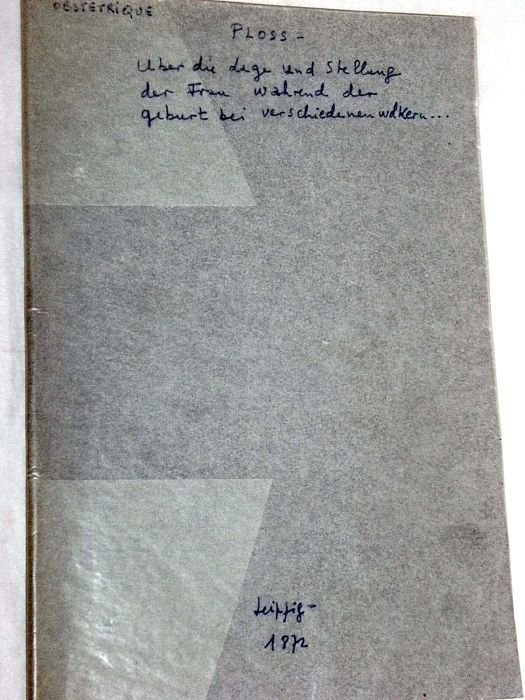 OBSTETRIQUE
PLOSS -
Uber die Lage und Stellung
der Frau während der
geburt bei verschiedenen Völkern...
Leipzig -
1872